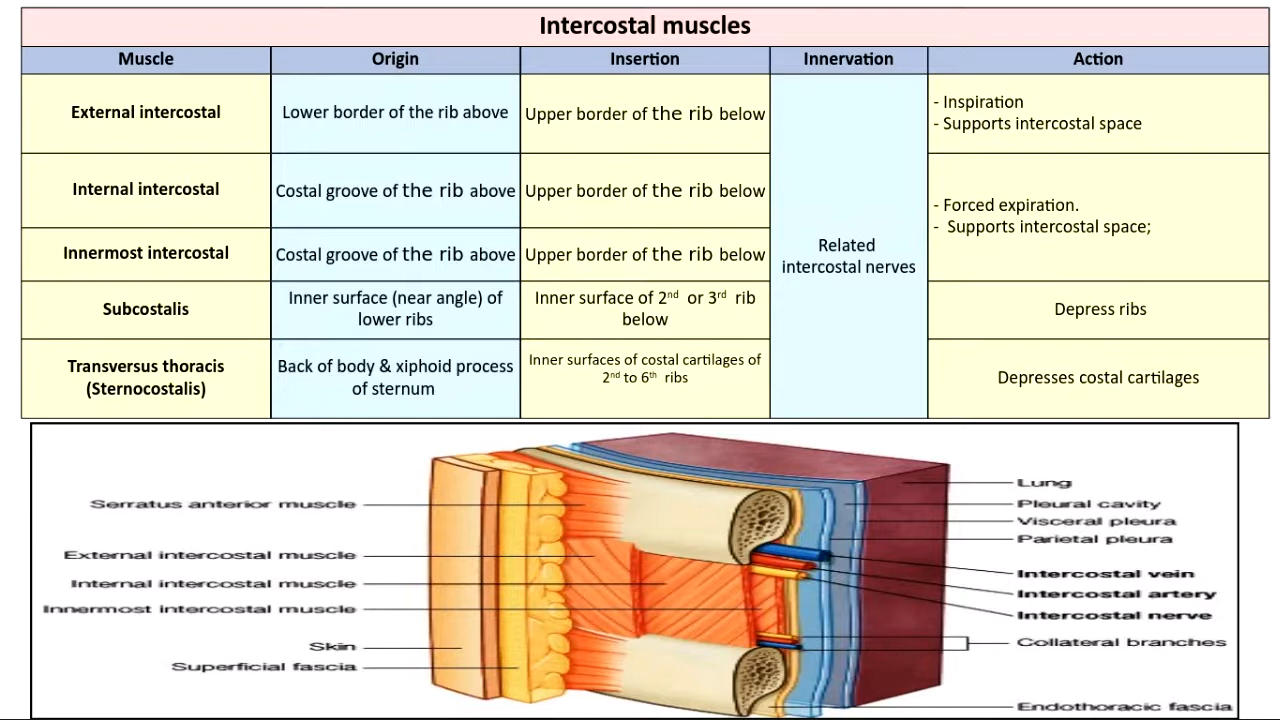 Intercostal muscles
Muscle Origin Insertion Innervation Action
External intercostal
Lower border of the rib above
Upper border of the rib below
- Inspiration
- Supports intercostal space
Internal intercostal
Costal groove of the rib above
Upper border of the rib below
- Forced expiration.
- Supports intercostal space;
Innermost intercostal
Costal groove of the rib above
Upper border of the rib below
Related
intercostal nerves
Subcostalis
Inner surface (near angle) of
lower ribs
Inner surface of 2nd or 3rd rib
below
Depress ribs
Transversus thoracis
(Sternocostalis)
Back of body & xiphoid process
of sternum
Inner surfaces of costal cartilages of
2nd to 6th ribs
Depresses costal cartilages
Serratus anterior muscle
External intercostal muscle
Internal intercostal muscle
Innermost intercostal muscle
Skin
Superficial fascia
Lung
Pleural cavity
Visceral pleura
Parietal pleura
Intercostal vein
Intercostal artery
Intercostal nerve
Collateral branches
Endothoracic fascia